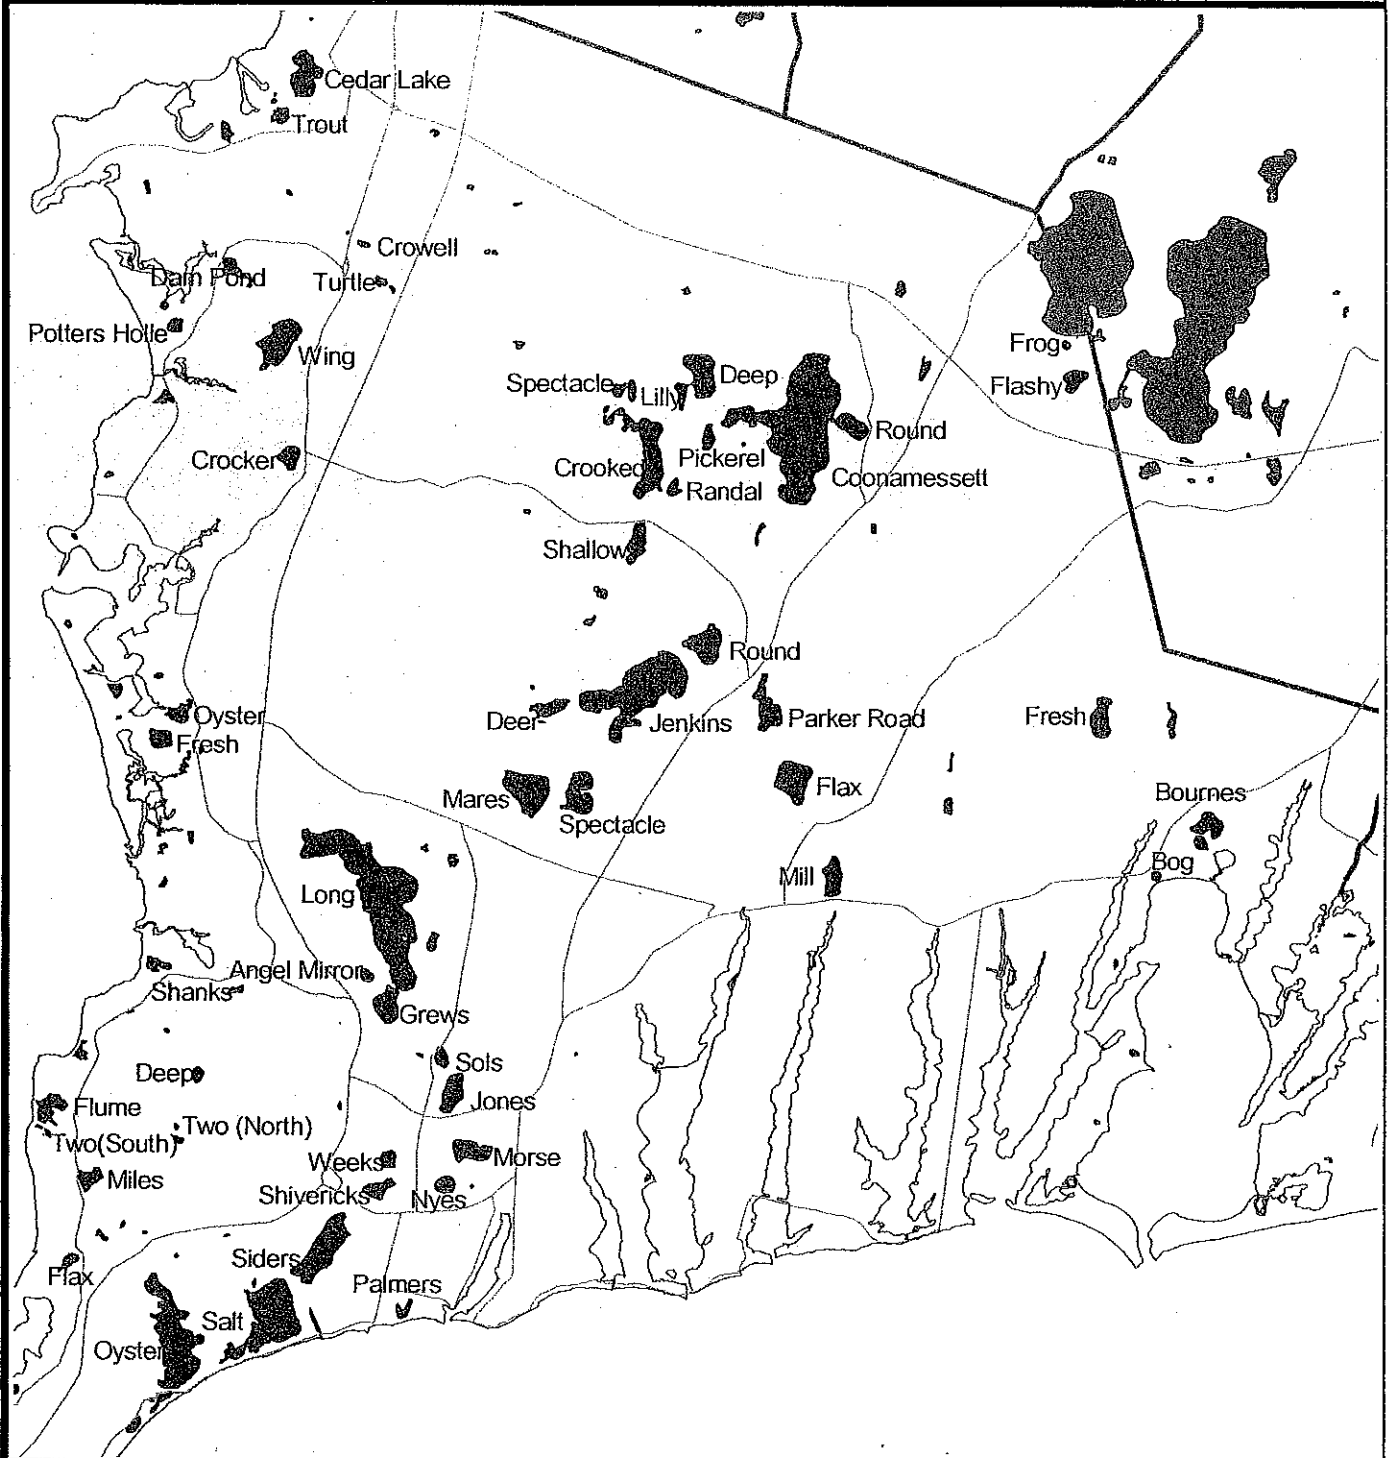 Cedar Lake
Trout
Crowell
Dam Pond
Turtle
Potters Holle
Wing
Frog
Spectacle
Lilly
Deep
Flashy
Round
Crocker
Crooked
Pickerel
Coonamessett
Randal
Shallow
Round
Oyster
Deer
Jenkins
Parker Road
Fresh
Fresh
Mares
Flax
Bournes
Spectacle
Bog
Mill
Long
Angel Mirror
Shanks
Grews
Sols
Deep
Jones
Flume
Two (North)
Two(South)
Weeks
Morse
Miles
Shivericks
Nyes
Siders
Flax
Palmers
Salt
Oyster